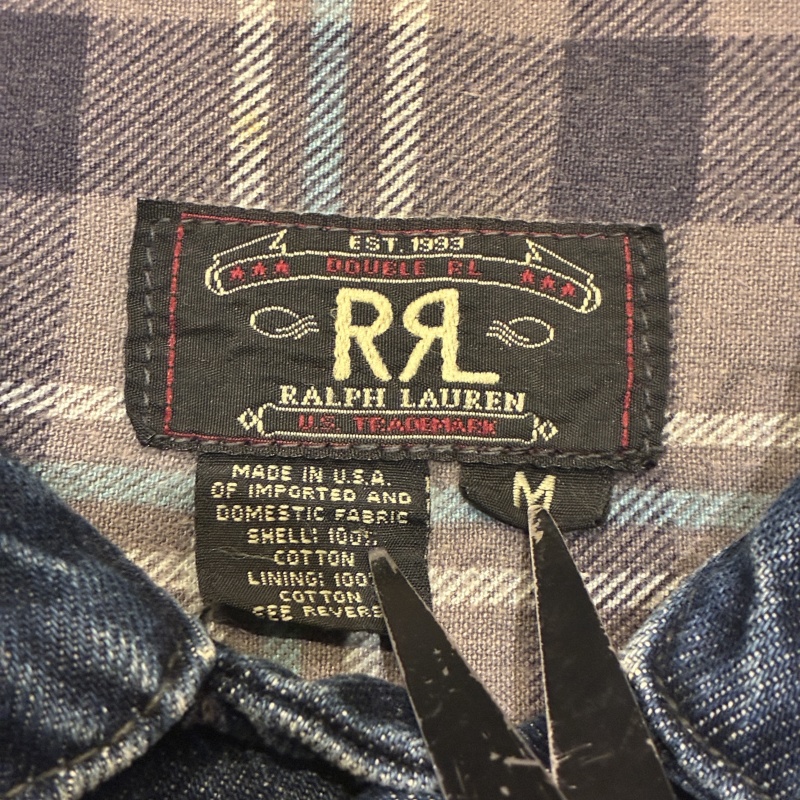 EST. 1993
DOUBLE RL
RRL
RALPH LAUREN
U.S. TRADEMARK
MADE IN U.S.A.
OF IMPORTED AND
DOMESTIC FABRIC
SHELL: 100%
COTTON
LINING: 100%
COTTON
SEE REVERSE
M